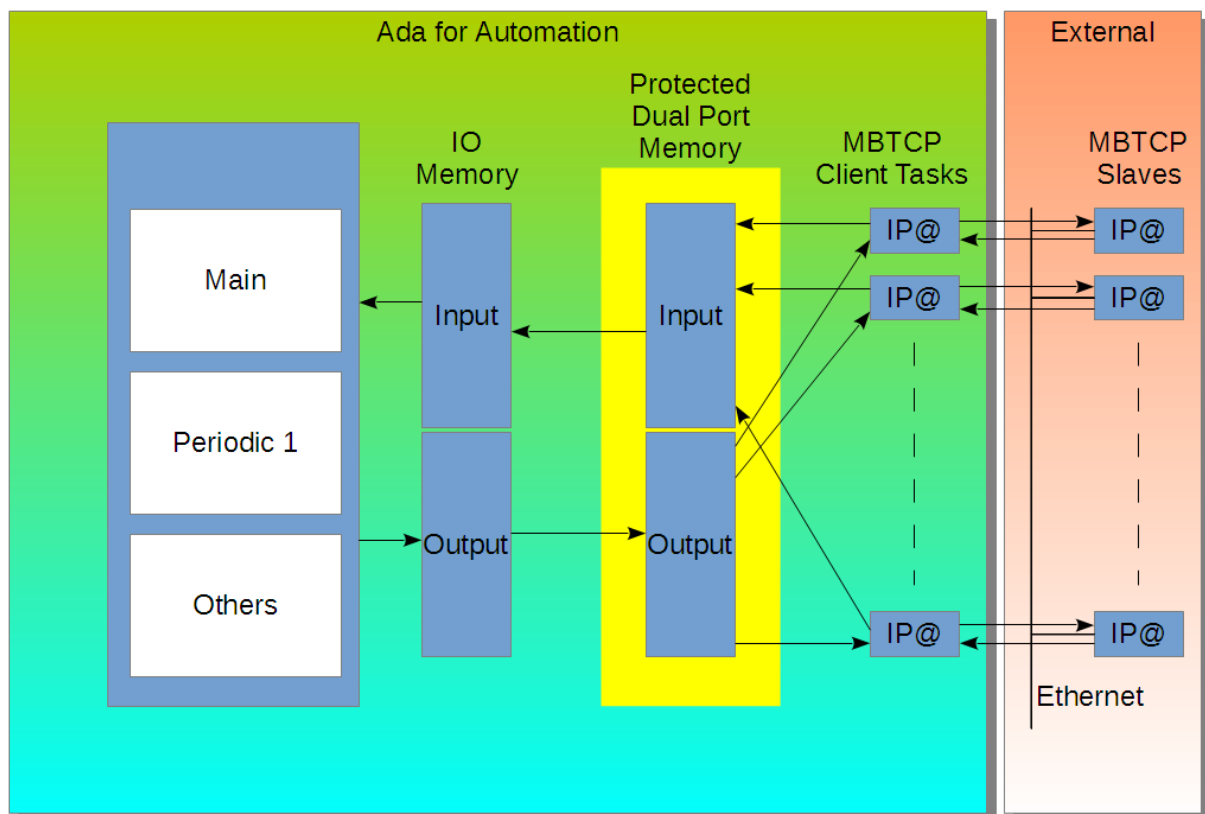 Ada for Automation
External
Protected
Dual Port
Memory
IO
Memory
MBTCP
Client Tasks
MBTCP
Slaves
Main
Periodic 1
Others
Input
Output
Input
Output
IP@
IP@
IP@
IP@
IP@
IP@
Ethernet